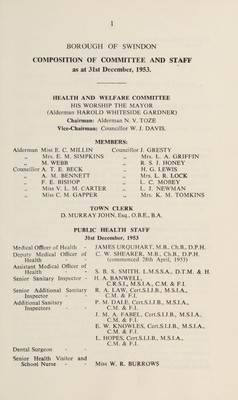 1
BOROUGH OF SWINDON
COMPOSITION OF COMMITTEE AND STAFF
as at 31st December, 1953.
HEALTH AND WELFARE COMMITTEE
HIS WORSHIP THE MAYOR
(Alderman HAROLD WHITESIDE GARDNER)
Chairman: Alderman N. V. TOZE
Vice-Chairman: Councillor W. J. DAVIS.
MEMBERS:
Alderman Miss E. C. MILLIN Councillor J. GRESTY
„ Mrs. E. M. SIMPKINS „ Mrs. L. A. GRIFFIN
„ M. WEBB „ R. S. J. HONEY
Councillor A. T. E. BECK „ H. G. LEWIS
„ A. M. BENNETT „ Mrs. L. R. LOCK
„ F. E. BISHOP „ L. C. MOBEY
„ Miss V. L. M. CARTER „ L. J. NEWMAN
„ Miss C. M. GAPPER „ Mrs. K. M. TOMKINS
TOWN CLERK
D. MURRAY JOHN, Esq., O.B.E., B.A.
PUBLIC HEALTH STAFF
31st December, 1953
Medical Officer of Health - JAMES URQUHART, M.B., Ch.B., D.P.H.
Deputy Medical Officer of C. W. SHEARER, M.B., Ch.B., D.P.H.
Health - - (commenced 28th April, 1953)
Assistant Medical Officer of
Health - - S. B. S. SMITH, L.M.S.S.A., D.T.M. & H.
Senior Sanitary Inspector - H. A. BANWELL,
C.R.S.I., M.S.I.A., C.M. & F.I.
Senior Additional Sanitary R. A. LAW, Cert.S.I.J.B., M.S.I.A.,
Inspector - - C.M. & F.I.
Additional Sanitary P. M. DALE, Cert.S.I.J.B., M.S.I.A.,
Inspectors - - C.M. & F.I.
J. M. A. FABEL, Cert.S.I.J.B., M.S.I.A.,
C.M. & F.I.
E. W. KNOWLES, Cert.S.I.J.B., M.S.I.A.,
C.M. & F.I.
L. HOPES, Cert.S.I.J.B., M.S.I.A.,
C.M. & F.I.
Dental Surgeon - -
Senior Health Visitor and
School Nurse - - Miss W. R. BURROWS